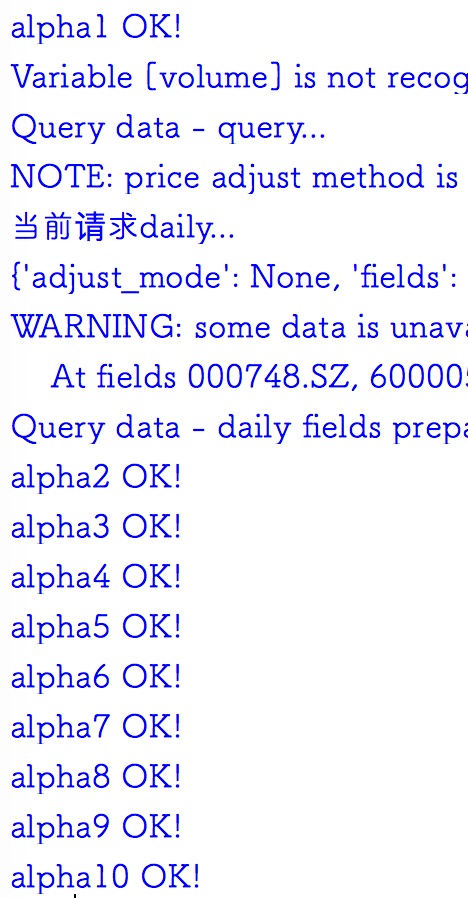 alpha1 OK!
Variable [volume] is not recog
Query data - query...
NOTE: price adjust method is
当前请求daily...
{'adjust_mode': None, 'fields':
WARNING: some data is unava
At fields 000748.SZ, 600005
Query data - daily fields prepa
alpha2 OK!
alpha3 OK!
alpha4 OK!
alpha5 OK!
alpha6 OK!
alpha7 OK!
alpha8 OK!
alpha9 OK!
alpha10 OK!